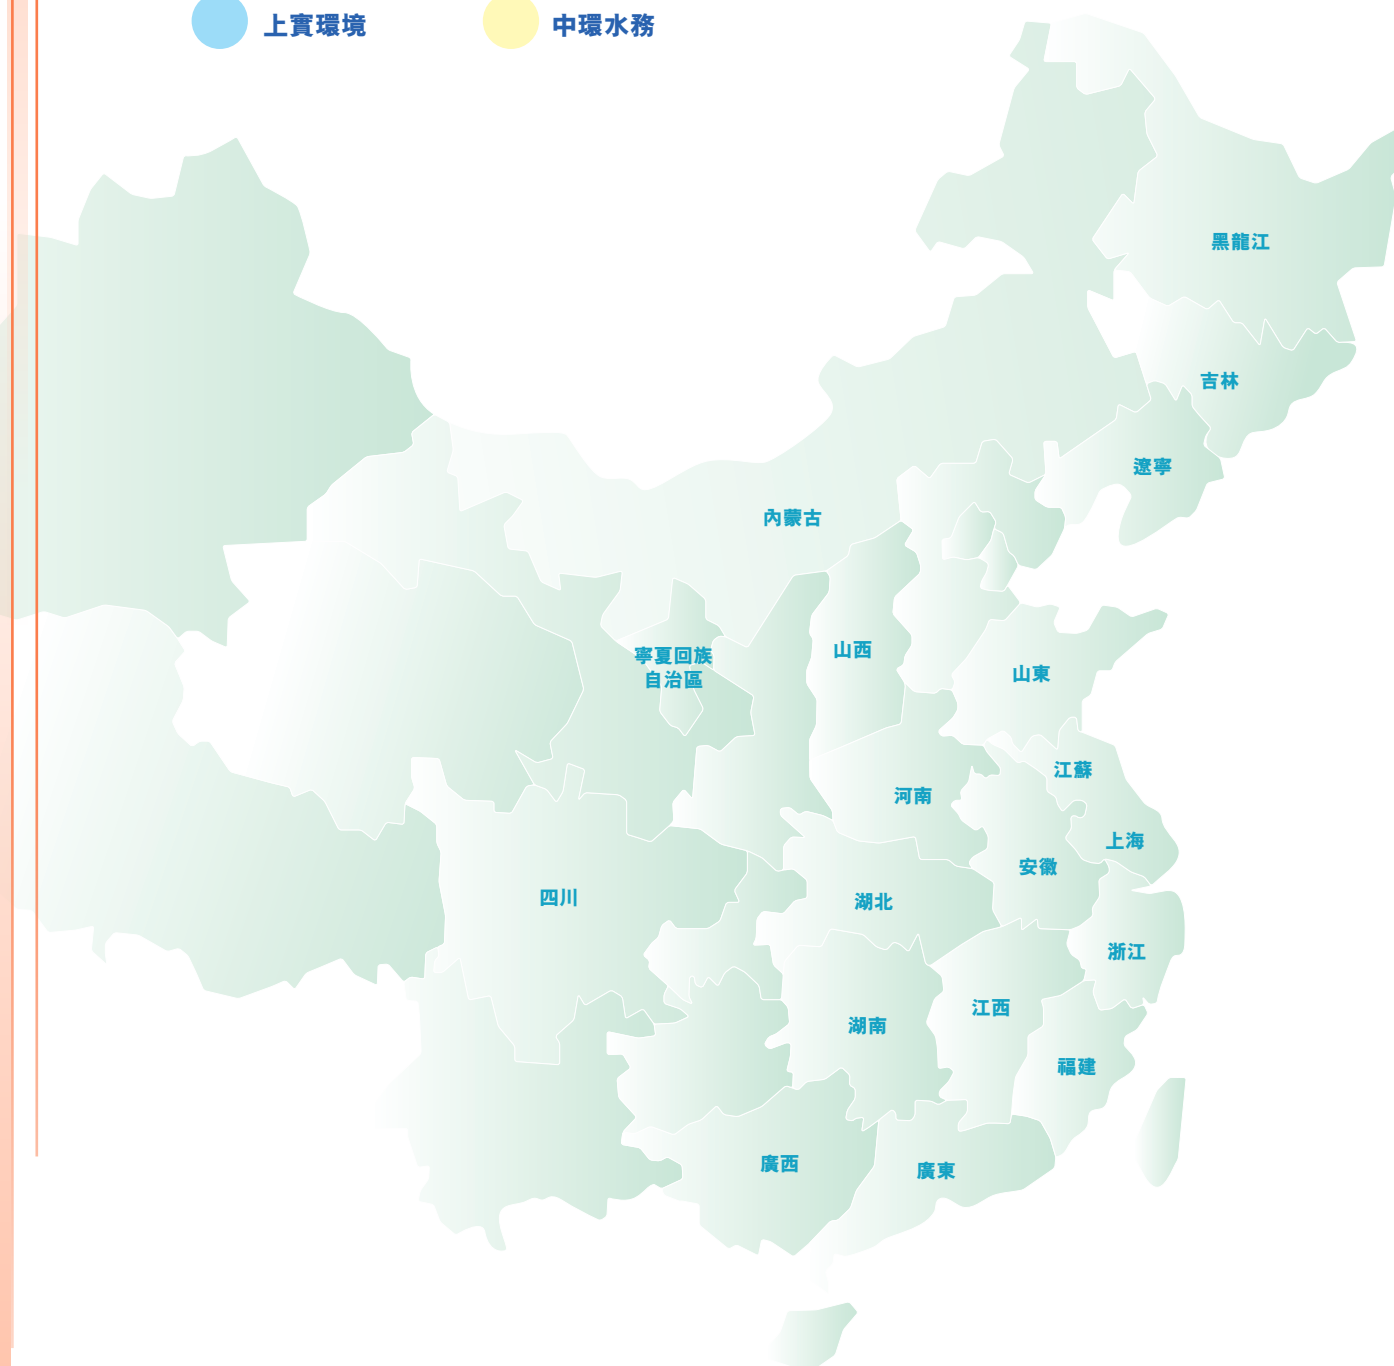 上實環境
中環水務
黑龍江
吉林
遼寧
內蒙古
山西
寧夏回族
自治區
山東
江蘇
河南
上海
安徽
四川
湖北
浙江
江西
湖南
福建
廣西
廣東